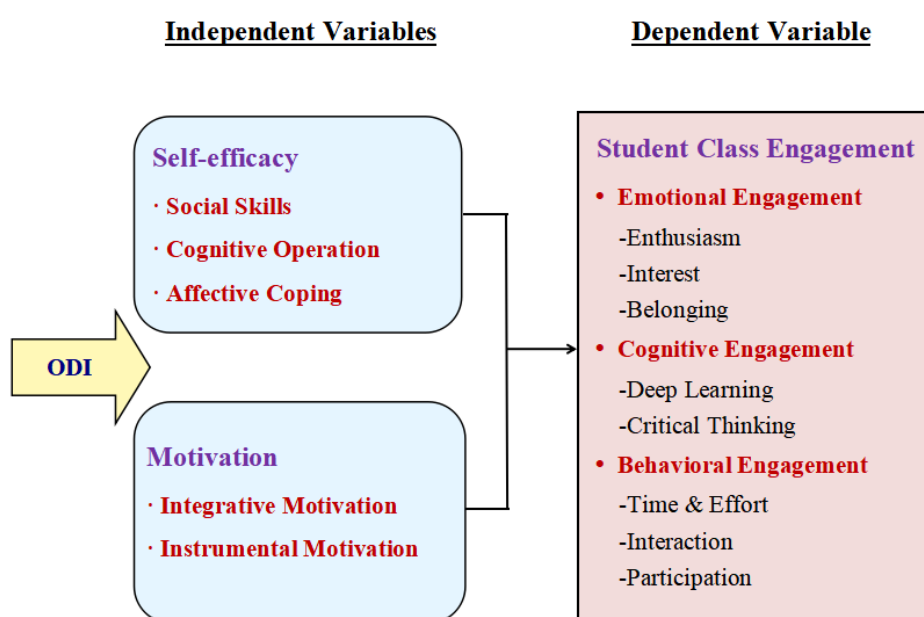 Independent Variables
Dependent Variable
ODI
Self-efficacy
· Social Skills
· Cognitive Operation
· Affective Coping
Motivation
· Integrative Motivation
· Instrumental Motivation
Student Class Engagement
• Emotional Engagement
-Enthusiasm
-Interest
-Belonging
• Cognitive Engagement
-Deep Learning
-Critical Thinking
• Behavioral Engagement
-Time & Effort
-Interaction
-Participation